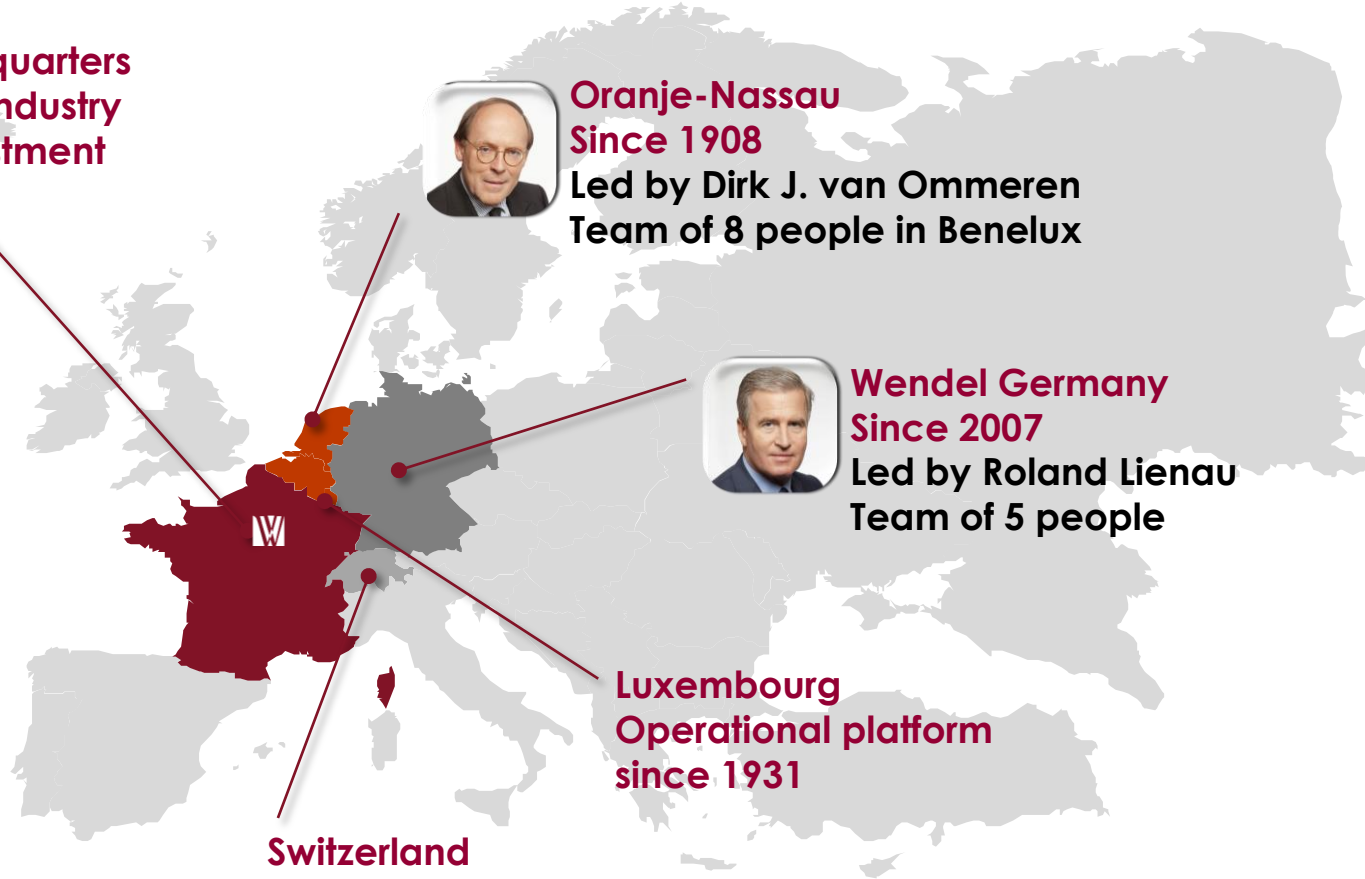 quarters
ndustry
stment
Oranje-Nassau
Since 1908
Led by Dirk J. van Ommeren
Team of 8 people in Benelux
Wendel Germany
Since 2007
Led by Roland Lienau
Team of 5 people
W
Luxembourg
Operational platform
since 1931
Switzerland